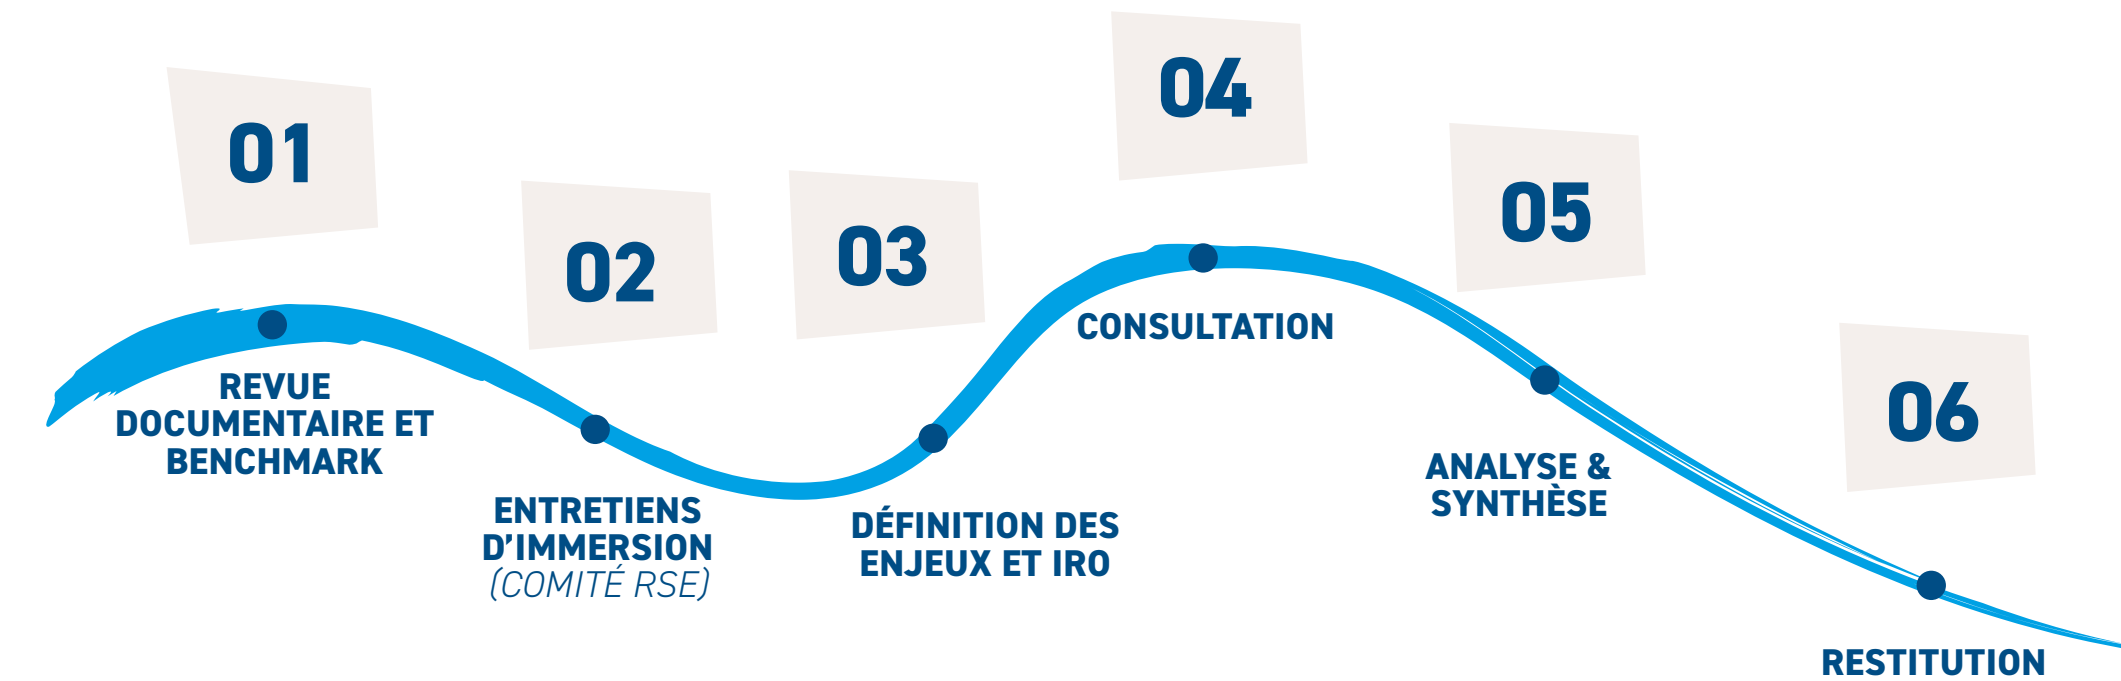 01
REVUE
DOCUMENTAIRE ET
BENCHMARK
02
ENTRETIENS
D’IMMERSION
(COMITÉ RSE)
03
DÉFINITION DES
ENJEUX ET IRO
04
CONSULTATION
05
ANALYSE &
SYNTHÈSE
06
RESTITUTION